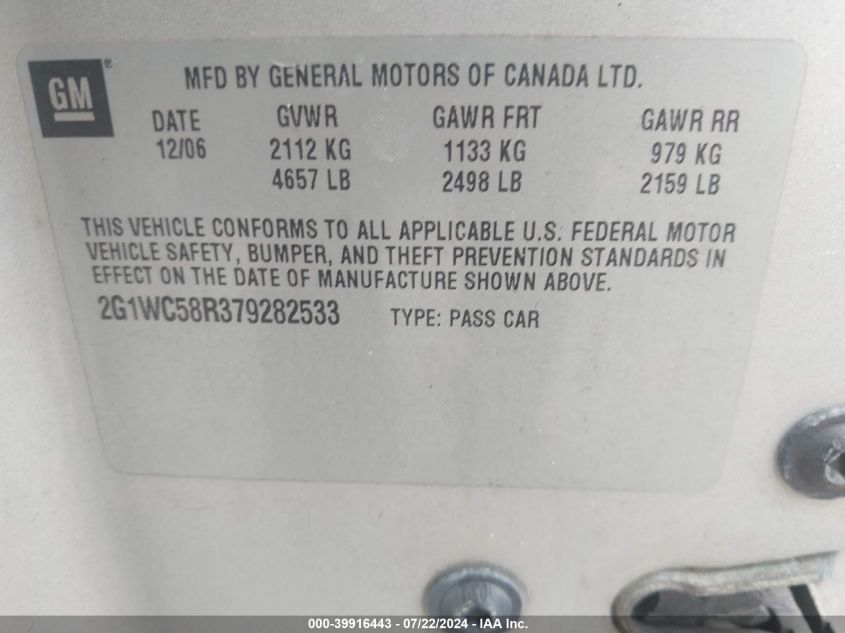 GM®
MFD BY GENERAL MOTORS OF CANADA LTD.
DATE GVWR GAWR FRT GAWR RR
12/06 2112 KG 1133 KG 979 KG
4657 LB 2498 LB 2159 LB
THIS VEHICLE CONFORMS TO ALL APPLICABLE U.S. FEDERAL MOTOR
VEHICLE SAFETY, BUMPER, AND THEFT PREVENTION STANDARDS IN
EFFECT ON THE DATE OF MANUFACTURE SHOWN ABOVE.
2G1WC58R379282533 TYPE: PASS CAR
000-39916443 - 07/22/2024 - IAA Inc.